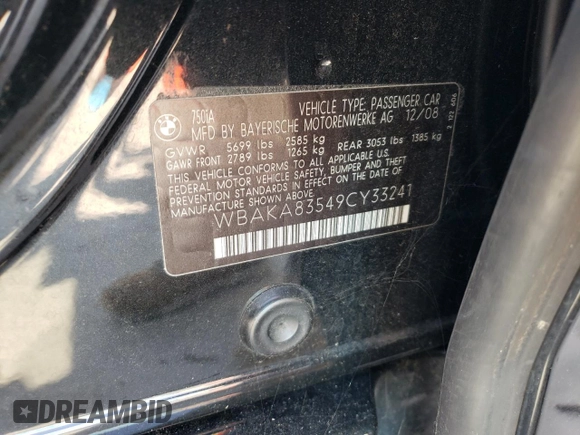 7501A VEHICLE TYPE: PASSENGER CAR
MFD BY BAYERISCHE MOTORENWERKE AG 12/08
GVWR 5699 lbs 2585 kg
GAWR FRONT 2789 lbs 1265 kg REAR 3053 lbs 1385 kg
THIS VEHICLE CONFORMS TO ALL APPLICABLE U.S.
FEDERAL MOTOR VEHICLE SAFETY, BUMPER AND THEFT
PREVENTION STANDARDS IN EFFECT ON THE DATE OF
MANUFACTURE SHOWN ABOVE.
WBAKA83549CY33241
DREAMBID